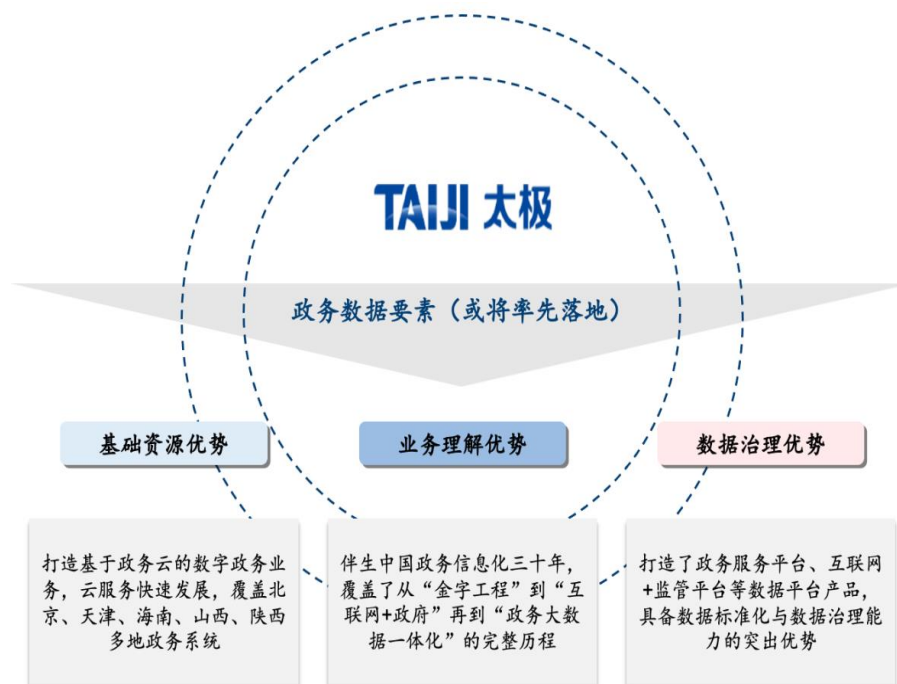 TAIJI 太极
政务数据要素（或将率先落地）
基础资源优势
业务理解优势
数据治理优势
打造基于政务云的数字政务业
务，云服务快速发展，覆盖北
京、天津、海南、山西、陕西
多地政务系统
伴生中国政务信息化三十年，
覆盖了从“金字工程”到“互
联网+政府”再到“政务大数
据一体化”的完整历程
打造了政务服务平台、互联网
+监管平台等数据平台产品，
具备数据标准化与数据治理能
力的突出优势